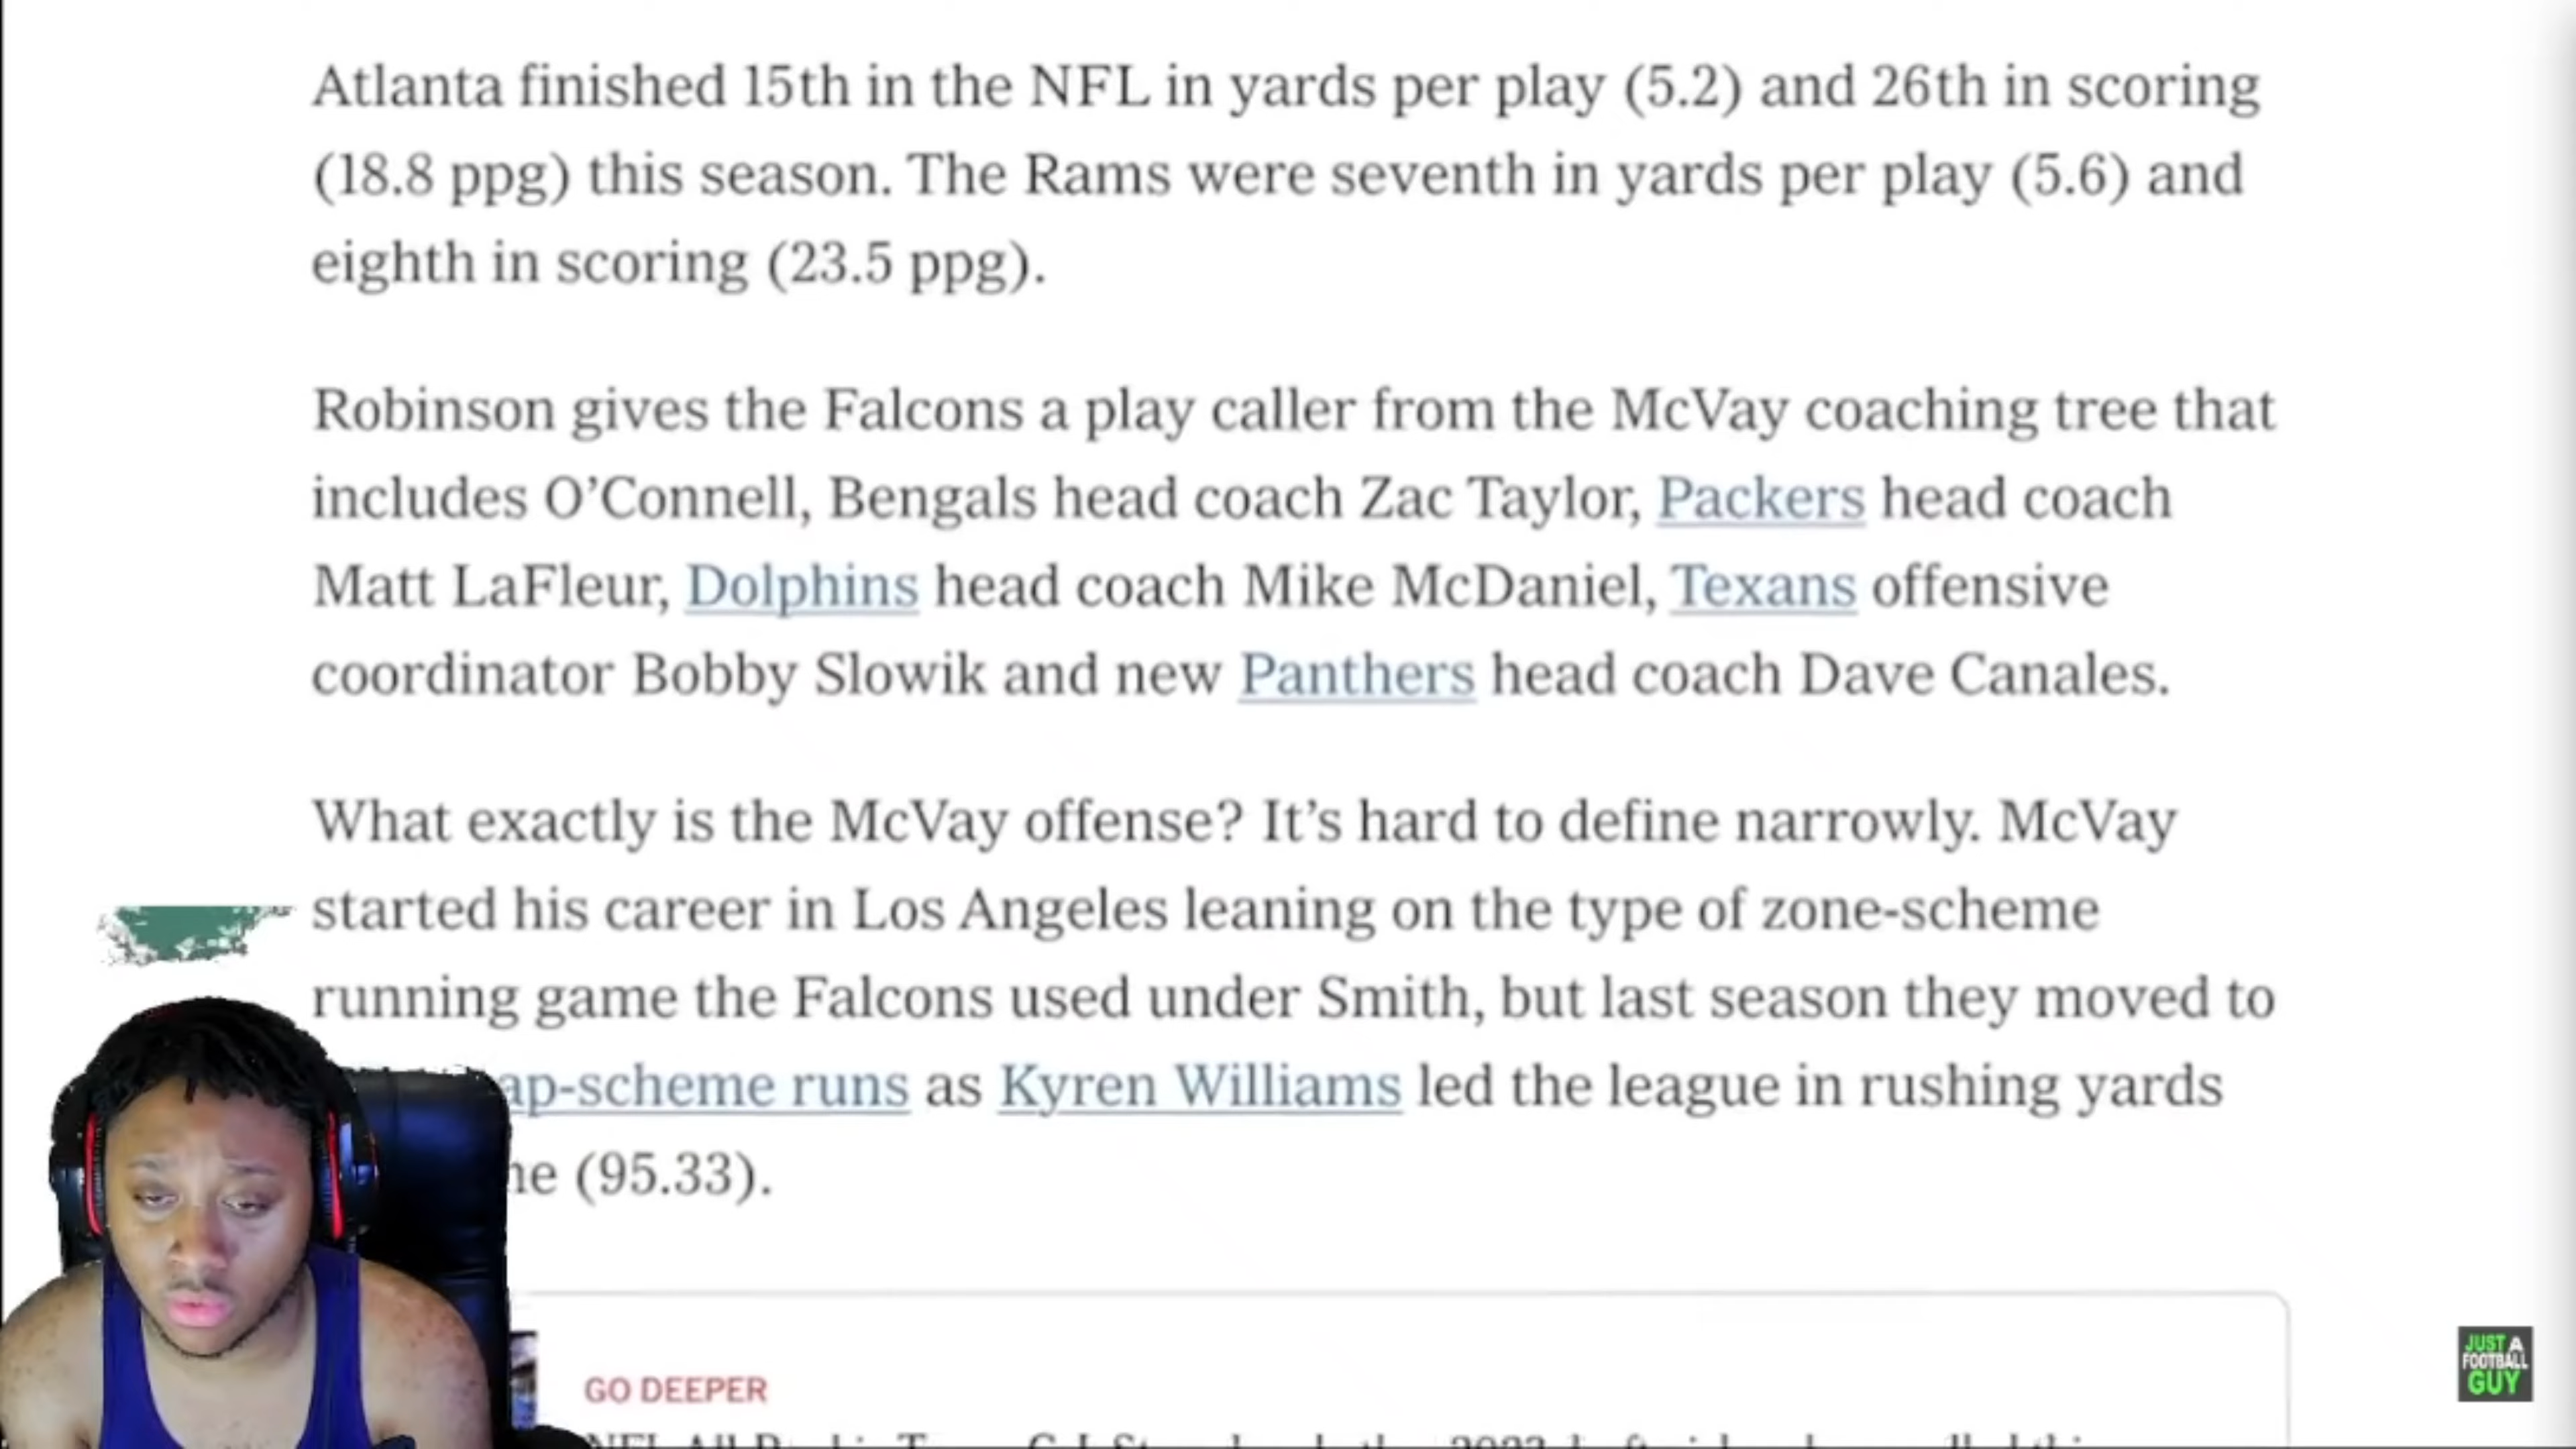 Atlanta finished 15th in the NFL in yards per play (5.2) and 26th in scoring
(18.8 ppg) this season. The Rams were seventh in yards per play (5.6) and
eighth in scoring (23.5 ppg).
Robinson gives the Falcons a play caller from the McVay coaching tree that
includes O’Connell, Bengals head coach Zac Taylor, Packers head coach
Matt LaFleur, Dolphins head coach Mike McDaniel, Texans offensive
coordinator Bobby Slowik and new Panthers head coach Dave Canales.
What exactly is the McVay offense? It’s hard to define narrowly. McVay
started his career in Los Angeles leaning on the type of zone-scheme
running game the Falcons used under Smith, but last season they moved to
ap-scheme runs as Kyren Williams led the league in rushing yards
(95.33).
GO DEEPER
JUST A
FOOTBALL
GUY